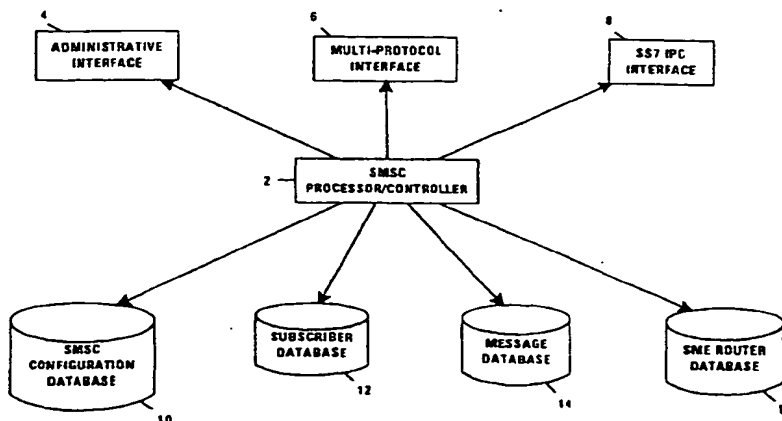 4
ADMINISTRATIVE
INTERFACE
6
MULTI-PROTOCOL
INTERFACE
8
SS7 IPC
INTERFACE
2
SMSC
PROCESSOR/CONTROLLER
SMSC
CONFIGURATION
DATABASE
10
SUBSCRIBER
DATABASE
12
MESSAGE
DATABASE
14
SME ROUTER
DATABASE